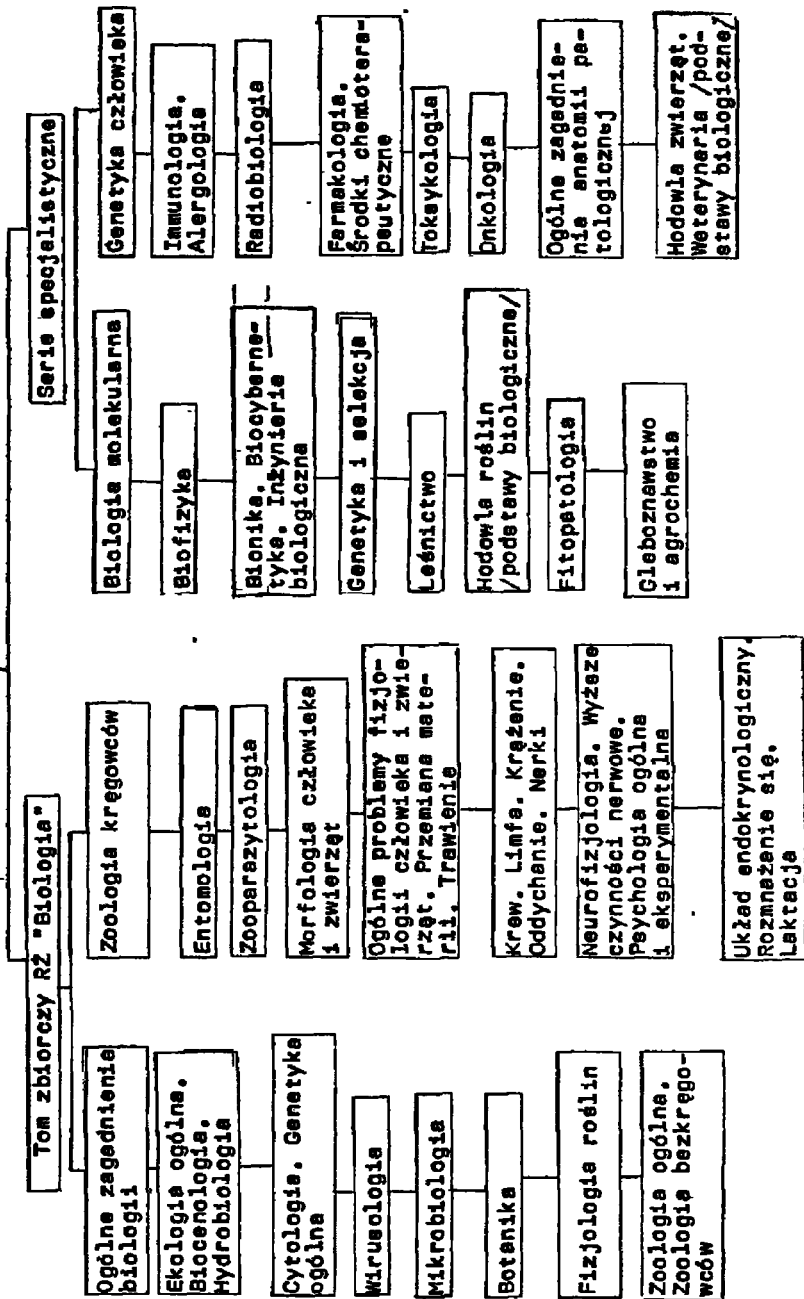 Tom zbiorczy RŻ "Biologia"
Serie specjalistyczne
Ogólne zagadnienia
biologii
Ekologia ogólna.
Biocenologia.
Hydrobiologia
Cytologia. Genetyka
ogólna
Wirusologia
Mikrobiologia
Botanika
Fizjologia roślin
Zoologia ogólna.
Zoologia bezkręgo-
wców
Zoologia kręgowców
Entomologia
Zooparazytologia
Morfologia człowieka
i zwierząt
Ogólne problemy fizjo-
logii człowieka i zwie-
rząt. Przemiana mate-
rii. Trawienie
Krew. Limfa. Krążenie.
Oddychanie. Nerki
Neurofizjologia. Wyższe
czynności nerwowe.
Psychologia ogólna
i eksperymentalna
Układ endokrynologiczny.
Rozmnażanie się.
Laktacja
Biologia molekularna
Biofizyka
Bionika. Biocyberne-
tyka. Inżynieria
biologiczna
Genetyka i selekcja
Leśnictwo
Hodowla roślin
/podstawy biologiczne/
Fitopatologia
Gleboznawstwo
i agrochemia
Genetyka człowieka
Immunologia.
Alergologia
Radiobiologia
Farmakologia.
Środki chemiotera-
peutyczne
Toksykologia
Onkologia
Ogólne zagadnie-
nia anatomii pa-
tologicznej
Hodowla zwierząt.
Weterynaria /pod-
stawy biologiczne/